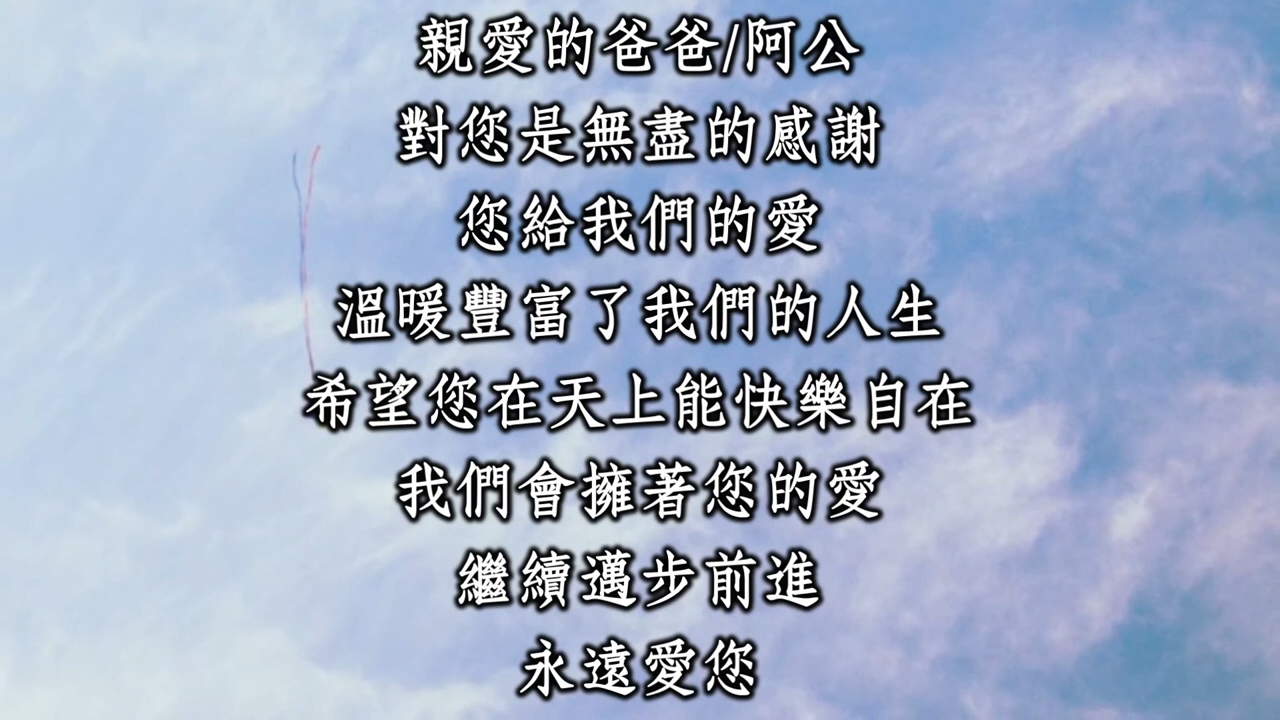 親愛的爸爸/阿公
對您是無盡的感謝
您給我們的愛
溫暖豐富了我們的人生
希望您在天上能快樂自在
我們會擁著您的愛
繼續邁步前進
永遠愛您